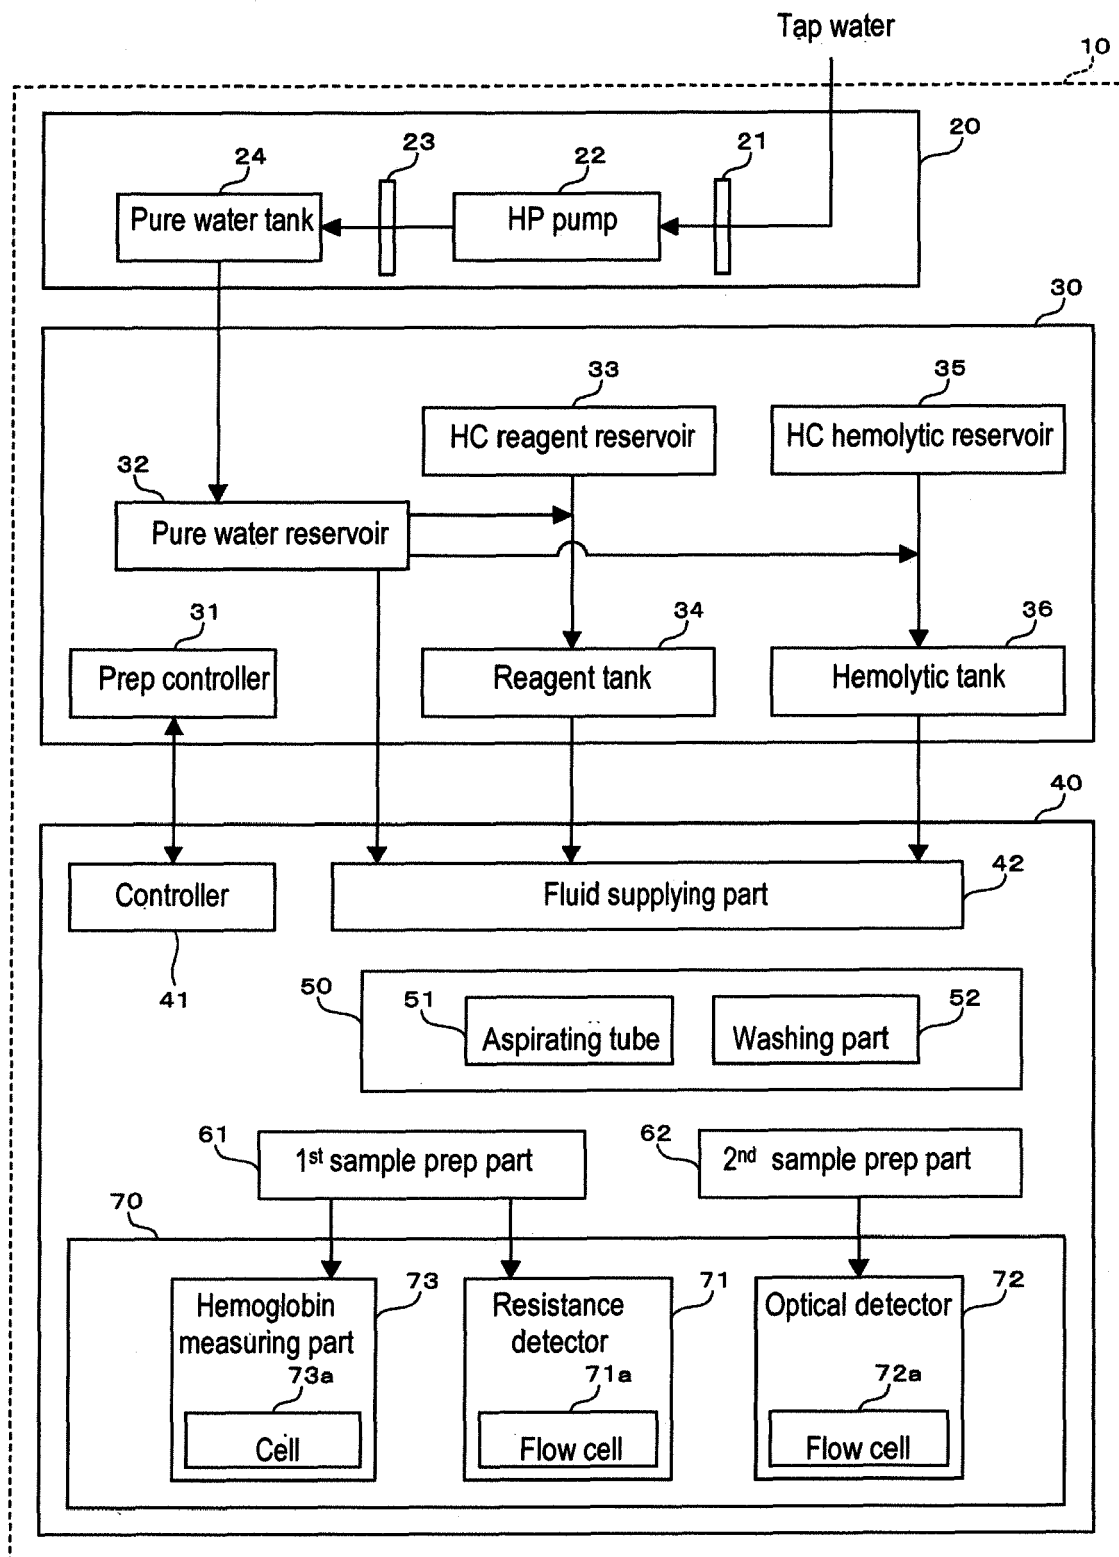 Tap water
10
20
24
23
22
21
Pure water tank
HP pump
30
33
35
HC reagent reservoir
HC hemolytic reservoir
32
Pure water reservoir
31
34
36
Prep controller
Reagent tank
Hemolytic tank
40
Controller
Fluid supplying part
42
41
50
51
Aspirating tube
Washing part
52
61
1st sample prep part
62
2nd sample prep part
70
Hemoglobin
measuring part
73
Resistance
detector
71
Optical detector
72
73a
Cell
71a
Flow cell
72a
Flow cell